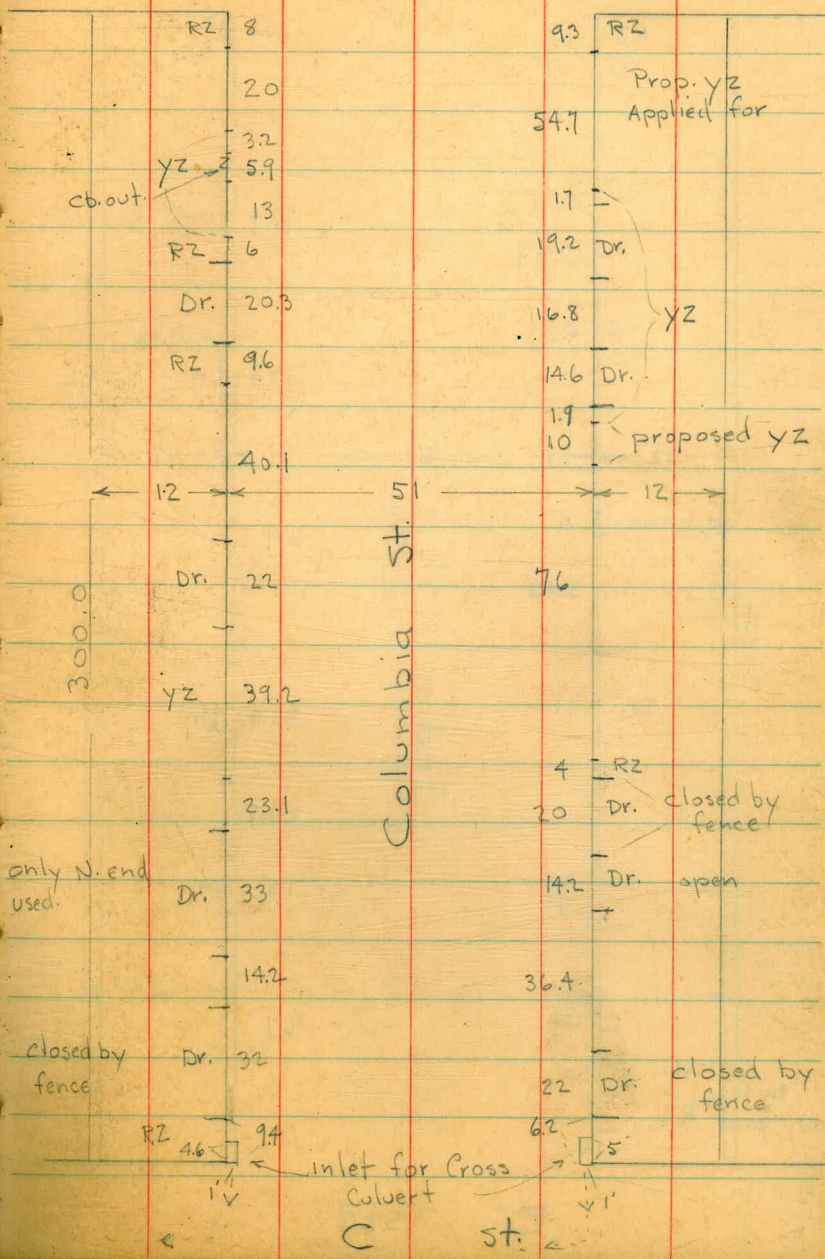 RZ 8
20
3.2
YZ 5.9
cb.out.
13
RZ 6
Dr. 20.3
RZ 9.6
40.1
12
51
12
Dr. 22
300.0
YZ 39.2
23.1
only N. end
used.
Dr. 33
14.2
closed by
fence
Dr. 32
RZ
4.6 9.4
1'
Columbia St.
9.3 RZ
Prop. YZ
Applied for
54.7
1.7
19.2 Dr.
16.8
YZ
14.6 Dr.
1.9
10
proposed YZ
76
4 RZ
20 Dr.
closed by
fence
14.2 Dr. open
36.4
22 Dr.
closed by
fence
6.2
5'
1'
inlet for Cross
Culvert
C St.